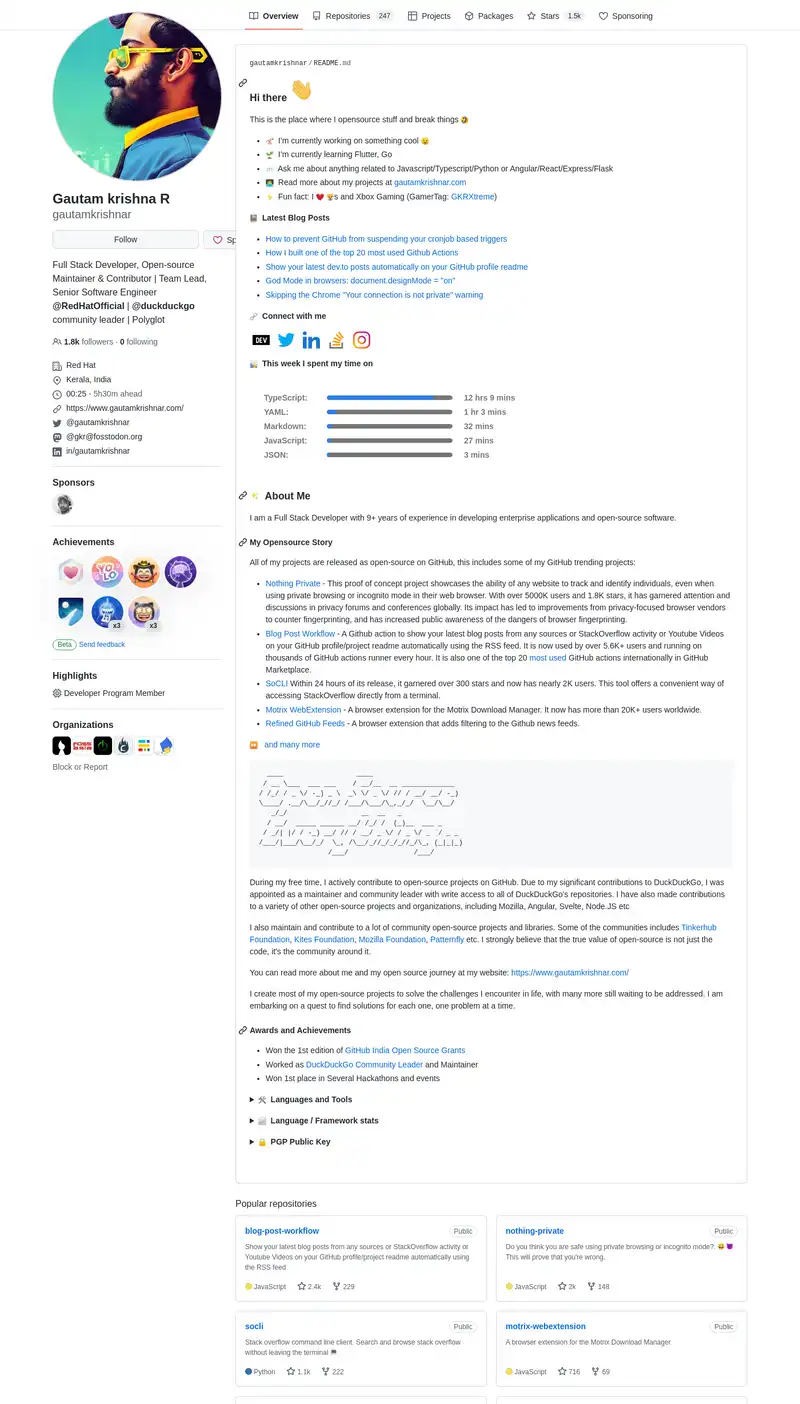 Overview Repositories 247 Projects Packages Stars 1.5k Sponsoring
Gautam krishna R
gautamkrishnar
Follow Sp
Full Stack Developer, Open-source
Maintainer & Contributor | Team Lead,
Senior Software Engineer
@RedHatOfficial | @duckduckgo
community leader | Polyglot
1.8k followers · 0 following
Red Hat
Kerala, India
00:25 - 5h30m ahead
https://www.gautamkrishnar.com/
@gautamkrishnar
@gkr@fosstodon.org
in/gautamkrishnar
Sponsors
Achievements
YOLO
x3
x3
Beta Send feedback
Highlights
Developer Program Member
Organizations
Block or Report
gautamkrishnar/README.md
Hi there 👋
This is the place where I opensource stuff and break things 🤣
I'm currently working on something cool 😉
I'm currently learning Flutter, Go
Ask me about anything related to Javascript/Typescript/Python or Angular/React/Express/Flask
Read more about my projects at gautamkrishnar.com
Fun fact: I ❤️ 🐶s and Xbox Gaming (GamerTag: GKRXtreme)
Latest Blog Posts
How to prevent GitHub from suspending your cronjob based triggers
How I built one of the top 20 most used Github Actions
Show your latest dev.to posts automatically on your GitHub profile readme
God Mode in browsers: document.designMode = "on"
Skipping the Chrome "Your connection is not private" warning
Connect with me
DEV
This week I spent my time on
TypeScript: 12 hrs 9 mins
YAML: 1 hr 3 mins
Markdown: 32 mins
JavaScript: 27 mins
JSON: 3 mins
About Me
I am a Full Stack Developer with 9+ years of experience in developing enterprise applications and open-source software.
My Opensource Story
All of my projects are released as open-source on GitHub, this includes some of my GitHub trending projects:
Nothing Private - This proof of concept project showcases the ability of any website to track and identify individuals, even when
using private browsing or incognito mode in their web browser. With over 5000K users and 1.8K stars, it has garnered attention and
discussions in privacy forums and conferences globally. Its impact has led to improvements from privacy-focused browser vendors
to counter fingerprinting, and has increased public awareness of the dangers of browser fingerprinting.
Blog Post Workflow - A Github action to show your latest blog posts from any sources or StackOverflow activity or Youtube Videos
on your GitHub profile/project readme automatically using the RSS feed. It is now used by over 5.6K+ users and running on
thousands of GitHub actions runner every hour. It is also one of the top 20 most used GitHub actions internationally in GitHub
Marketplace.
SoCLI Within 24 hours of its release, it garnered over 300 stars and now has nearly 2K users. This tool offers a convenient way of
accessing StackOverflow directly from a terminal.
Motrix WebExtension - A browser extension for the Motrix Download Manager. It now has more than 20K+ users worldwide.
Refined GitHub Feeds - A browser extension that adds filtering to the Github news feeds.
and many more
During my free time, I actively contribute to open-source projects on GitHub. Due to my significant contributions to DuckDuckGo, I was
appointed as a maintainer and community leader with write access to all of DuckDuckGo's repositories. I have also made contributions
to a variety of other open-source projects and organizations, including Mozilla, Angular, Svelte, Node.JS etc
I also maintain and contribute to a lot of community open-source projects and libraries. Some of the communities includes Tinkerhub
Foundation, Kites Foundation, Mozilla Foundation, Patternfly etc. I strongly believe that the true value of open-source is not just the
code, it's the community around it.
You can read more about me and my open source journey at my website: https://www.gautamkrishnar.com/
I create most of my open-source projects to solve the challenges I encounter in life, with many more still waiting to be addressed. I am
embarking on a quest to find solutions for each one, one problem at a time.
Awards and Achievements
Won the 1st edition of GitHub India Open Source Grants
Worked as DuckDuckGo Community Leader and Maintainer
Won 1st place in Several Hackathons and events
Languages and Tools
Language / Framework stats
PGP Public Key
Popular repositories
blog-post-workflow Public
Show your latest blog posts from any sources or StackOverflow activity or
Youtube Videos on your GitHub profile/project readme automatically using
the RSS feed
JavaScript 2.4k 229
nothing-private Public
Do you think you are safe using private browsing or incognito mode?. 😄 👿
This will prove that you're wrong.
JavaScript 2k 148
socli Public
Stack overflow command line client. Search and browse stack overflow
without leaving the terminal 💻
Python 1.1k 222
motrix-webextension Public
A browser extension for the Motrix Download Manager
JavaScript 716 69